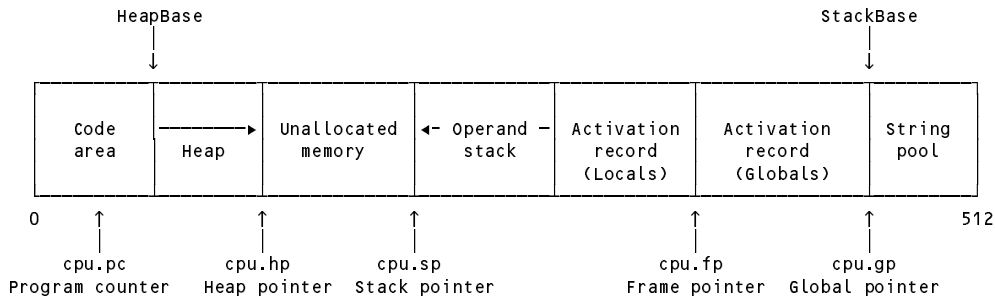 HeapBase StackBase
Code area
Heap
Unallocated memory
Operand stack
Activation record (Locals)
Activation record (Globals)
String pool
0 512
cpu.pc cpu.hp cpu.sp cpu.fp cpu.gp
Program counter Heap pointer Stack pointer Frame pointer Global pointer